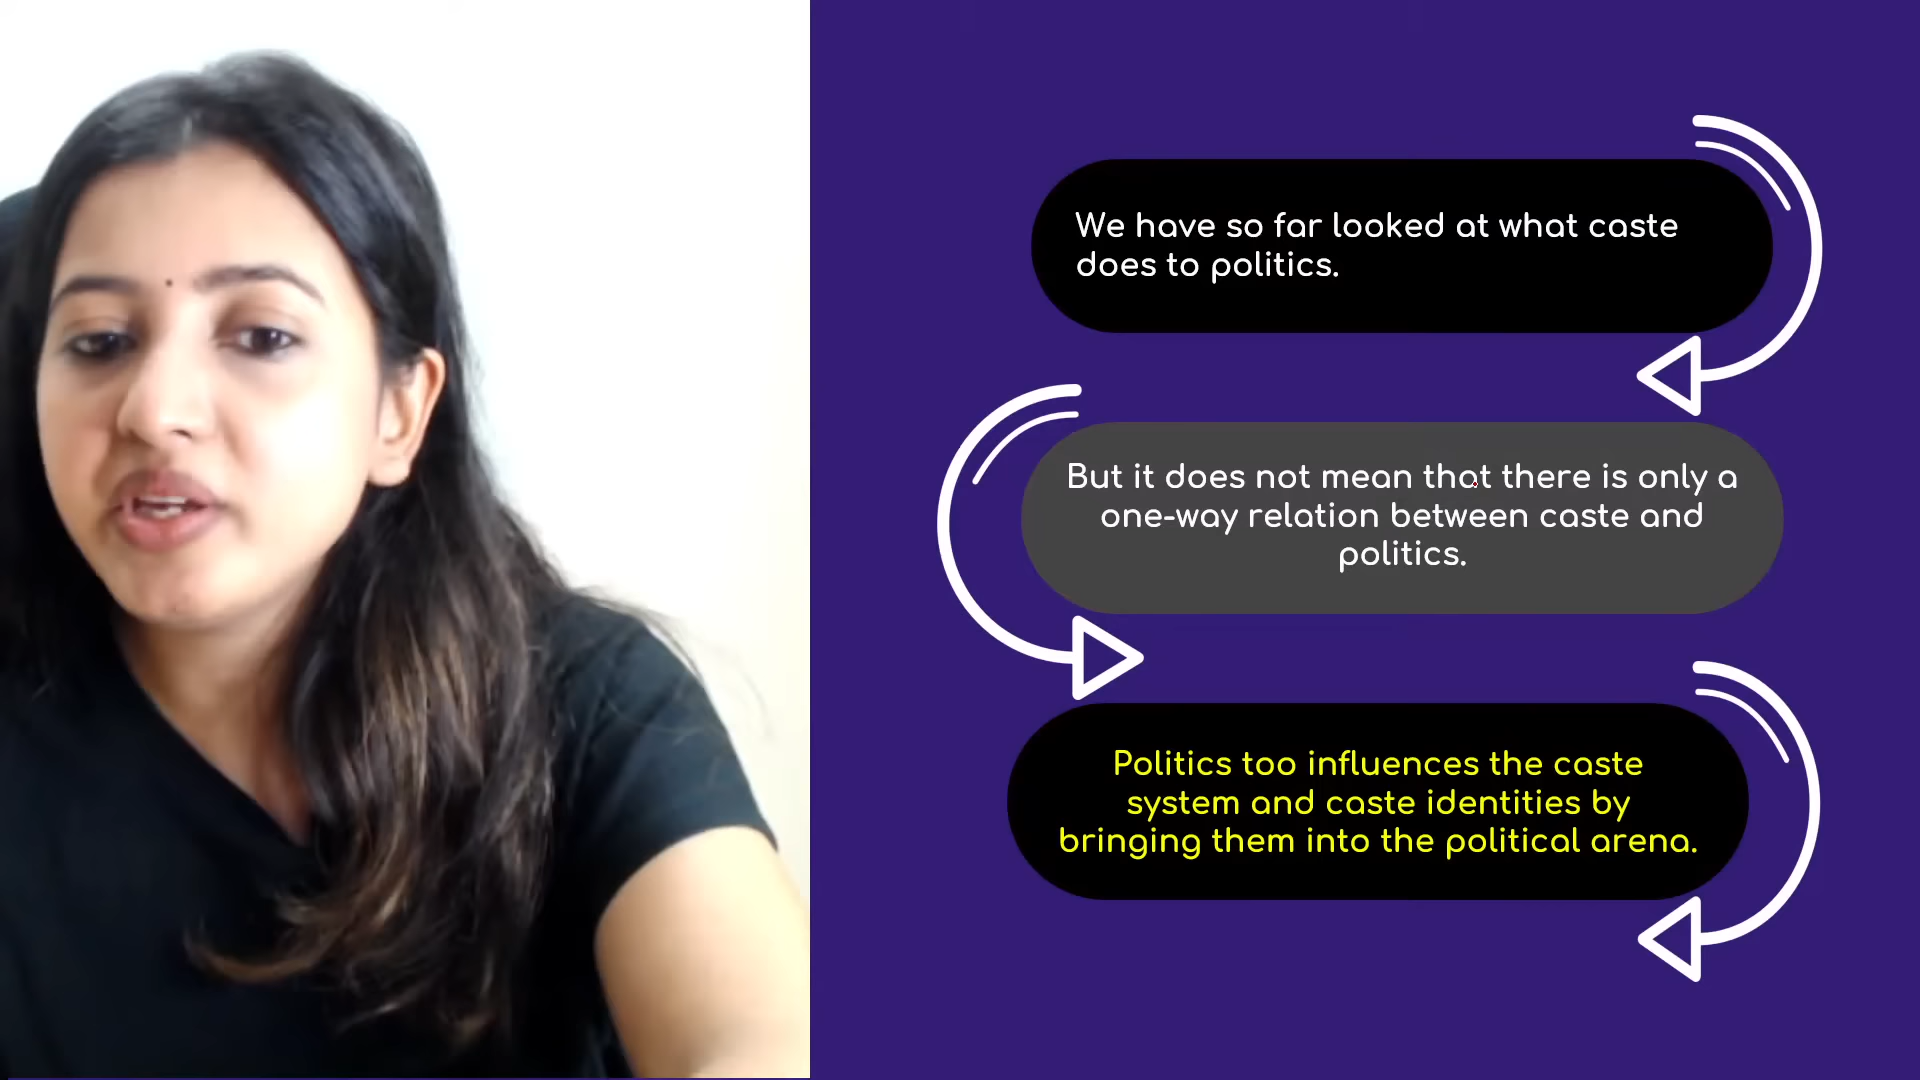 We have so far looked at what caste
does to politics.
But it does not mean that there is only a
one-way relation between caste and
politics.
Politics too influences the caste
system and caste identities by
bringing them into the political arena.